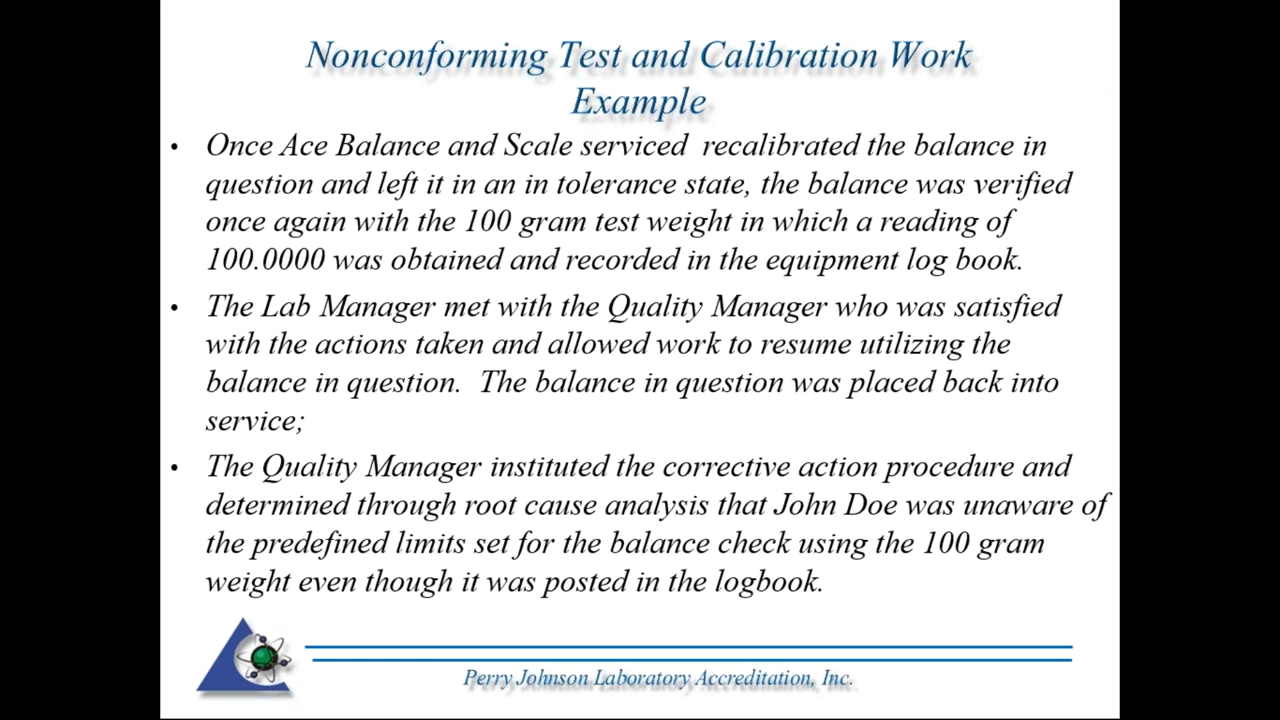 Nonconforming Test and Calibration Work
Example
• Once Ace Balance and Scale serviced recalibrated the balance in
question and left it in an in tolerance state, the balance was verified
once again with the 100 gram test weight in which a reading of
100.0000 was obtained and recorded in the equipment log book.
• The Lab Manager met with the Quality Manager who was satisfied
with the actions taken and allowed work to resume utilizing the
balance in question. The balance in question was placed back into
service;
• The Quality Manager instituted the corrective action procedure and
determined through root cause analysis that John Doe was unaware of
the predefined limits set for the balance check using the 100 gram
weight even though it was posted in the logbook.
Perry Johnson Laboratory Accreditation, Inc.